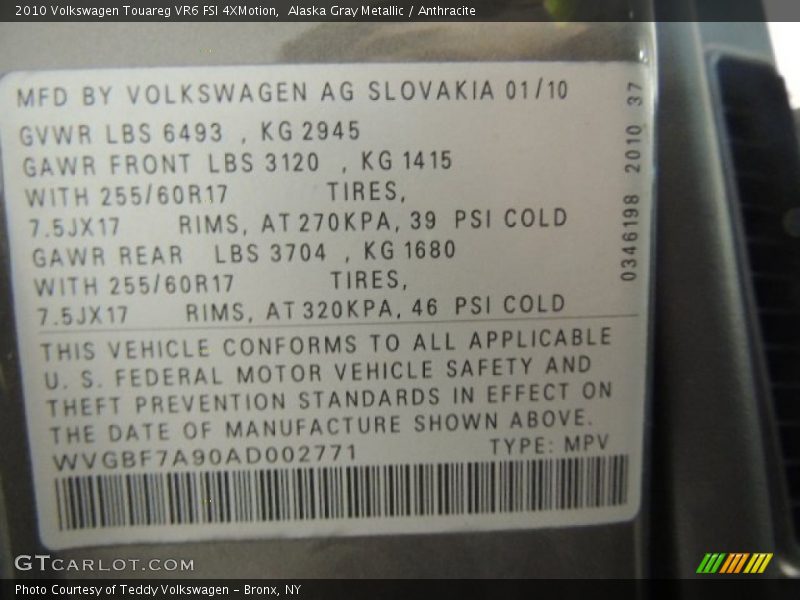 2010 Volkswagen Touareg VR6 FSI 4XMotion, Alaska Gray Metallic / Anthracite
MFD BY VOLKSWAGEN AG SLOVAKIA 01/10
GVWR LBS 6493 , KG 2945
GAWR FRONT LBS 3120 , KG 1415
WITH 255/60R17 TIRES,
7.5JX17 RIMS, AT 270KPA, 39 PSI COLD
GAWR REAR LBS 3704 , KG 1680
WITH 255/60R17 TIRES,
7.5JX17 RIMS, AT 320KPA, 46 PSI COLD
0346198 2010 37
THIS VEHICLE CONFORMS TO ALL APPLICABLE
U. S. FEDERAL MOTOR VEHICLE SAFETY AND
THEFT PREVENTION STANDARDS IN EFFECT ON
THE DATE OF MANUFACTURE SHOWN ABOVE.
WVGBF7A90AD002771 TYPE: MPV
GTCARLOT.COM
Photo Courtesy of Teddy Volkswagen - Bronx, NY